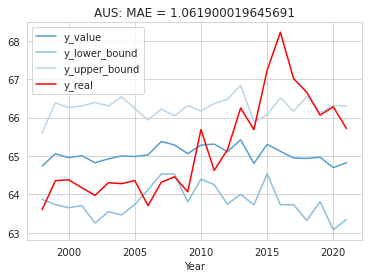 AUS: MAE = 1.061900019645691
y_value
y_lower_bound
y_upper_bound
y_real
68
67
66
65
64
63
2000
2005
2010
2015
2020
Year